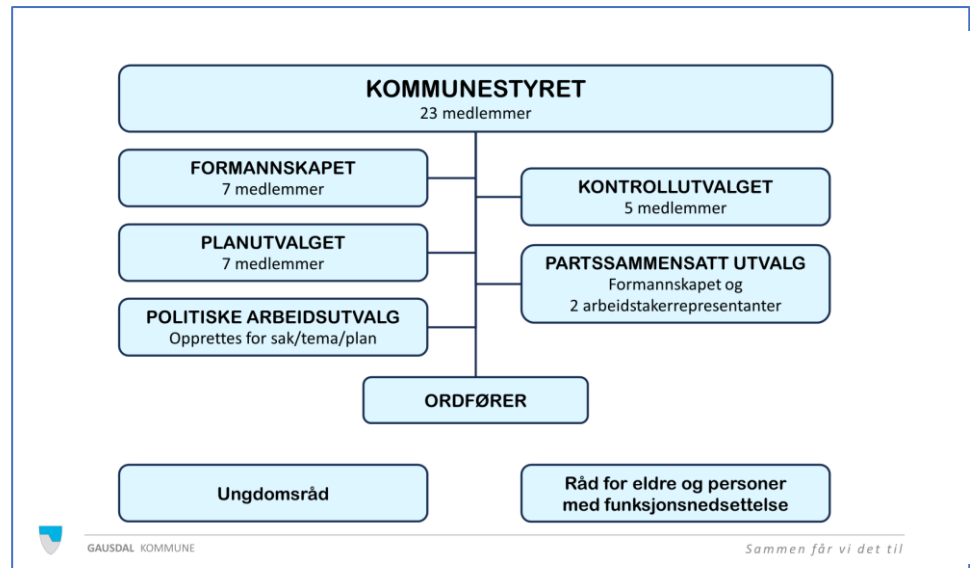 KOMMUNESTYRET
23 medlemmer
FORMANNSKAPET
7 medlemmer
KONTROLLUTVALGET
5 medlemmer
PLANUTVALGET
7 medlemmer
PARTSSAMMENSATT UTVALG
Formannskapet og
2 arbeidstakerrepresentanter
POLITISKE ARBEIDSUTVALG
Opprettes for sak/tema/plan
ORDFØRER
Ungdomsråd
Råd for eldre og personer
med funksjonsnedsettelse
GAUSDAL KOMMUNE
Sammen får vi det til